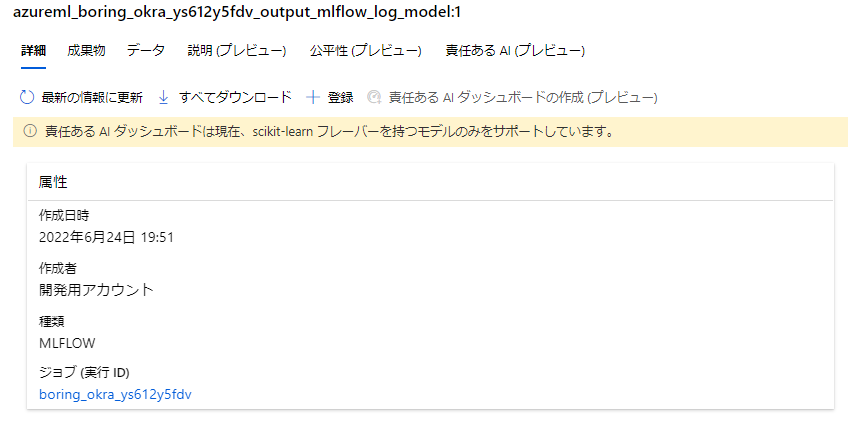 azureml_boring_okra_ys612y5fdv_output_mlflow_log_model:1
詳細 成果物 データ 説明 (プレビュー) 公平性 (プレビュー) 責任ある AI (プレビュー)
最新の情報に更新 すべてダウンロード 登録 責任ある AI ダッシュボードの作成 (プレビュー)
責任ある AI ダッシュボードは現在、scikit-learn フレーバーを持つモデルのみをサポートしています。
属性
作成日時
2022年6月24日 19:51
作成者
開発用アカウント
種類
MLFLOW
ジョブ (実行 ID)
boring_okra_ys612y5fdv